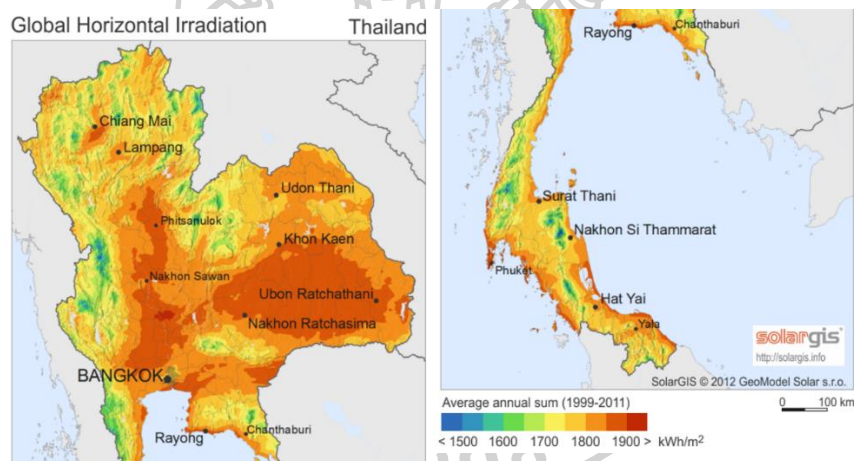 Global Horizontal Irradiation
Thailand
Chiang Mai
Lampang
Udon Thani
Phitsanulok
Khon Kaen
Nakhon Sawan
Ubon Ratchathani
Nakhon Ratchasima
BANGKOK
Rayong
Chanthaburi
Rayong
Chanthaburi
Surat Thani
Nakhon Si Thammarat
Phuket
Hat Yai
Yala
solargis
http://solargis.info
SolarGIS © 2012 GeoModel Solar s.r.o.
Average annual sum (1999-2011)
0 100 km
< 1500 1600 1700 1800 1900 > kWh/m²